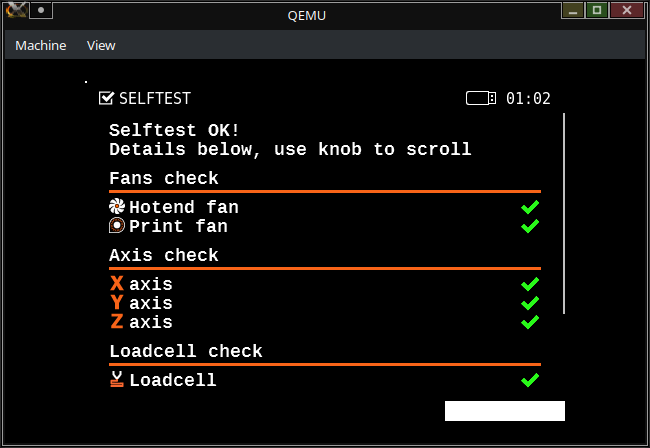 QEMU
Machine View
SELFTEST 01:02
Selftest OK!
Details below, use knob to scroll
Fans check
Hotend fan
Print fan
Axis check
X axis
Y axis
Z axis
Loadcell check
Loadcell